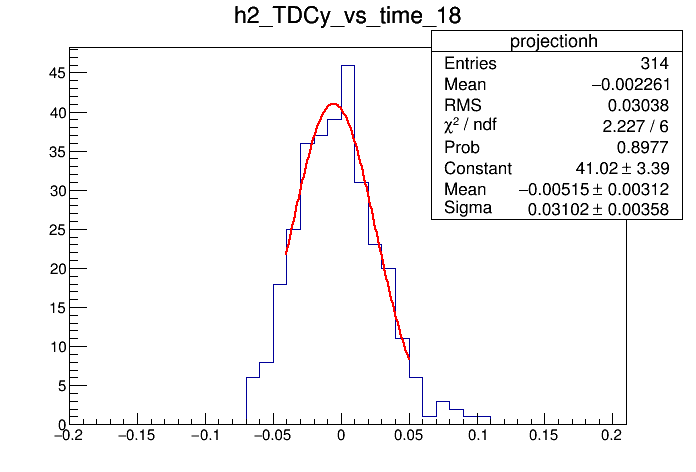 h2_TDCy_vs_time_18
projectionh
Entries 314
Mean −0.002261
RMS 0.03038
χ² / ndf 2.227 / 6
Prob 0.8977
Constant 41.02 ± 3.39
Mean −0.00515 ± 0.00312
Sigma 0.03102 ± 0.00358
45
40
35
30
25
20
15
10
5
0
−0.2 −0.15 −0.1 −0.05 0 0.05 0.1 0.15 0.2